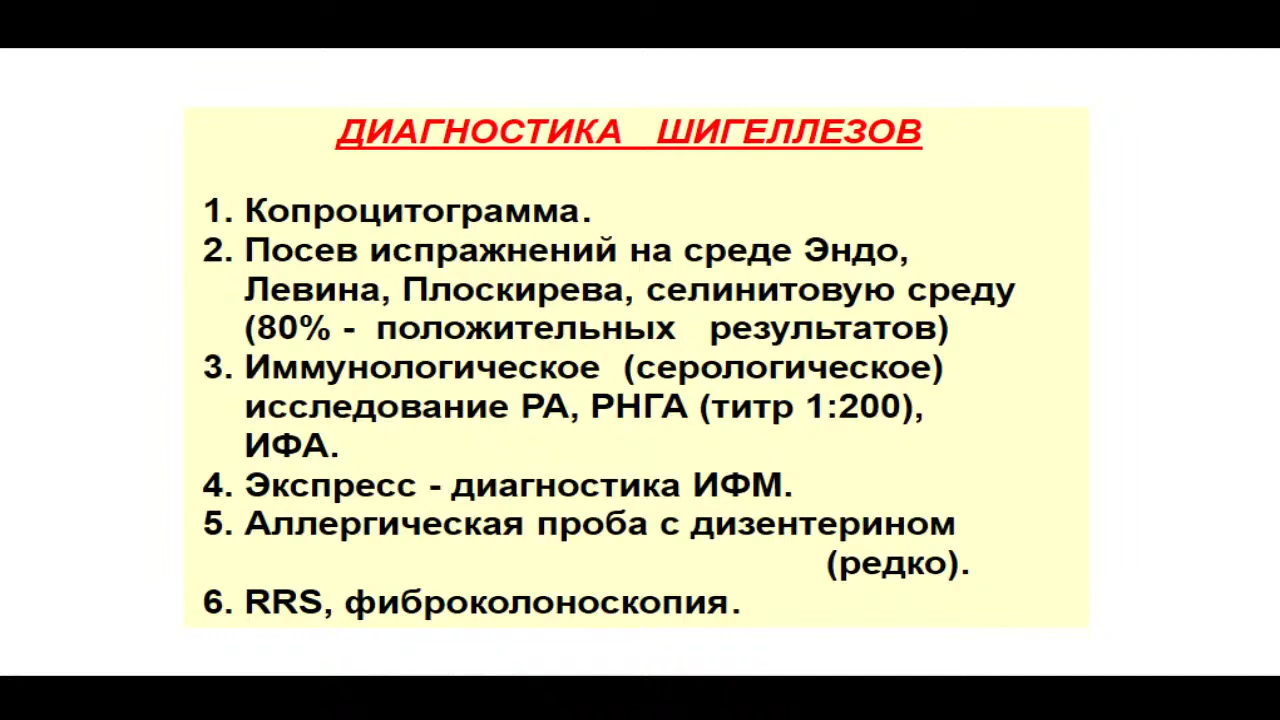 ДИАГНОСТИКА ШИГЕЛЛЕЗОВ
1. Копроцитограмма.
2. Посев испражнений на среде Эндо,
Левина, Плоскирева, селинитовую среду
(80% - положительных результатов)
3. Иммунологическое (серологическое)
исследование РА, РНГА (титр 1:200),
ИФА.
4. Экспресс - диагностика ИФМ.
5. Аллергическая проба с дизентерином
(редко).
6. RRS, фиброколоноскопия.